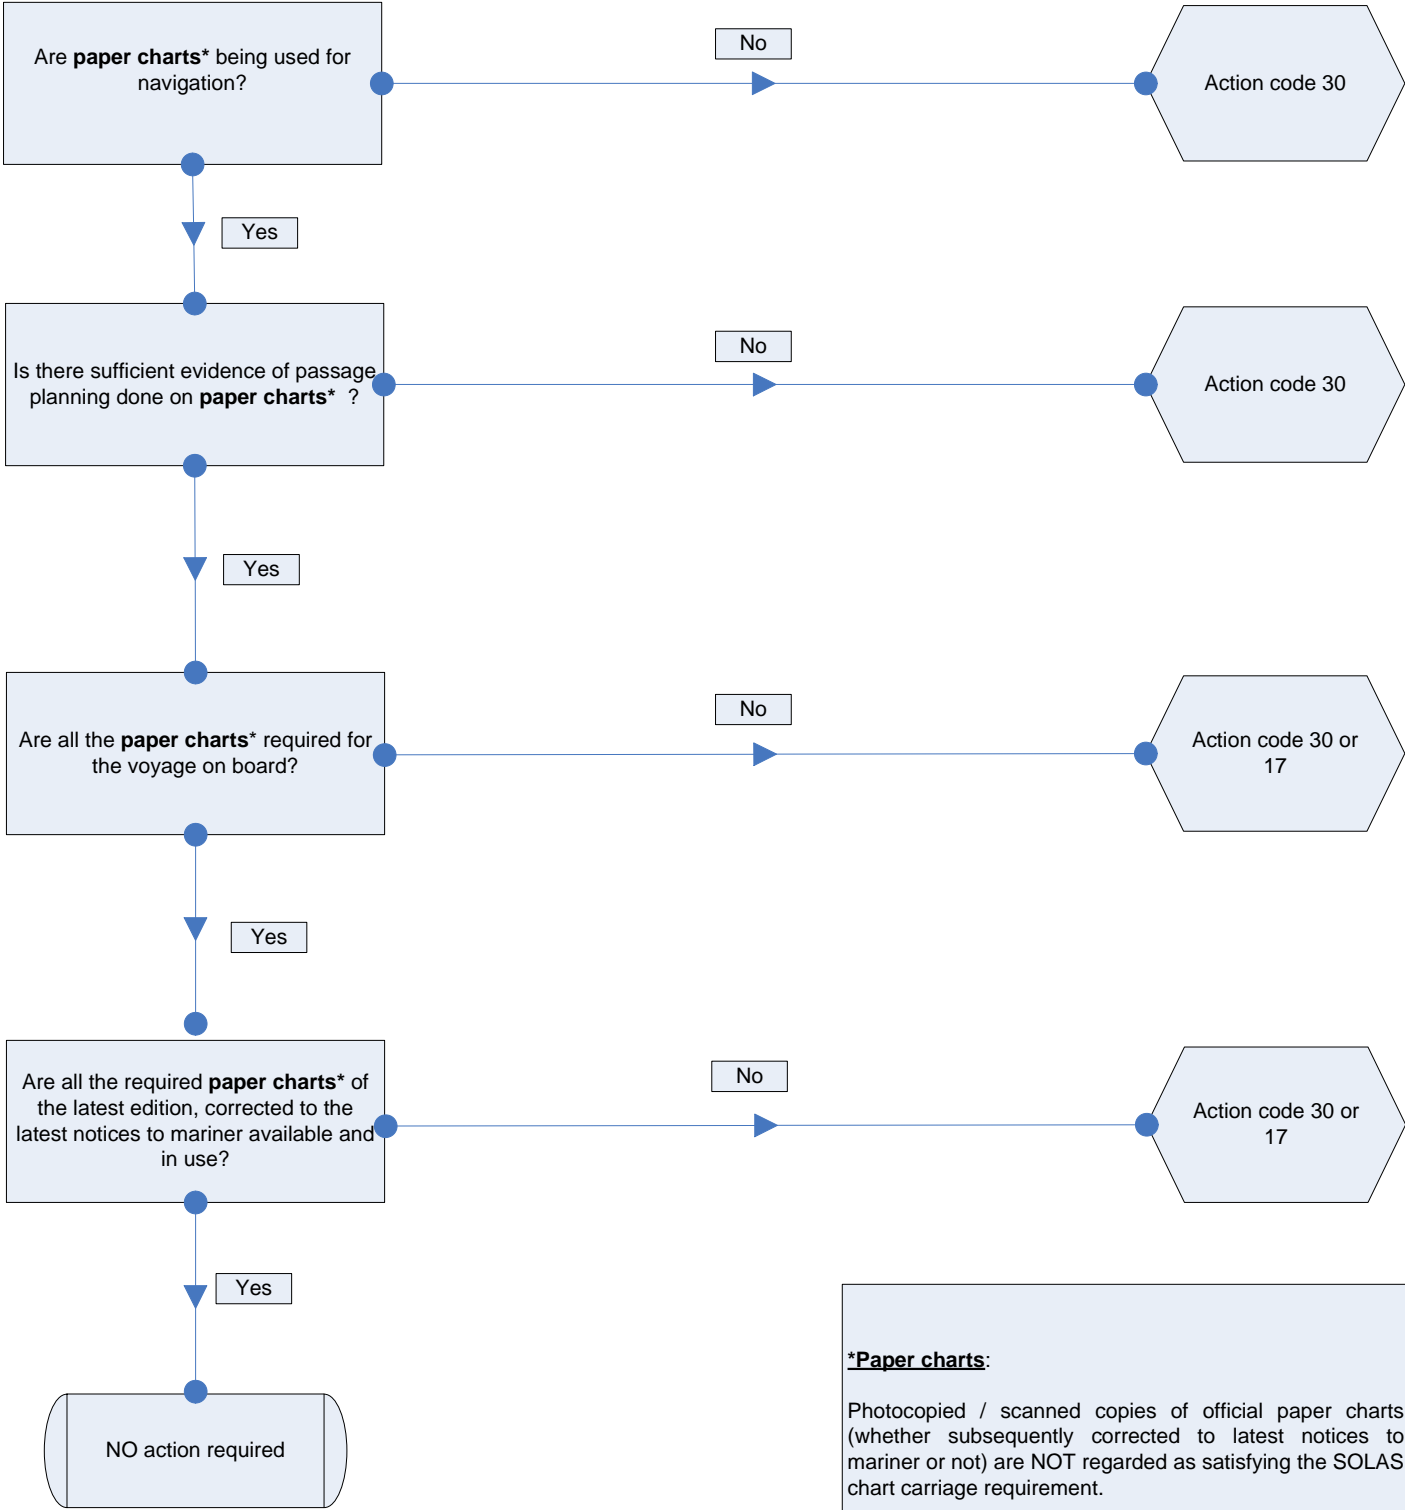 Are paper charts* being used for
navigation?
No
Action code 30
Yes
Is there sufficient evidence of passage
planning done on paper charts* ?
No
Action code 30
Yes
Are all the paper charts* required for
the voyage on board?
No
Action code 30 or
17
Yes
Are all the required paper charts* of
the latest edition, corrected to the
latest notices to mariner available and
in use?
No
Action code 30 or
17
Yes
NO action required
*Paper charts:
Photocopied / scanned copies of official paper charts
(whether subsequently corrected to latest notices to
mariner or not) are NOT regarded as satisfying the SOLAS
chart carriage requirement.